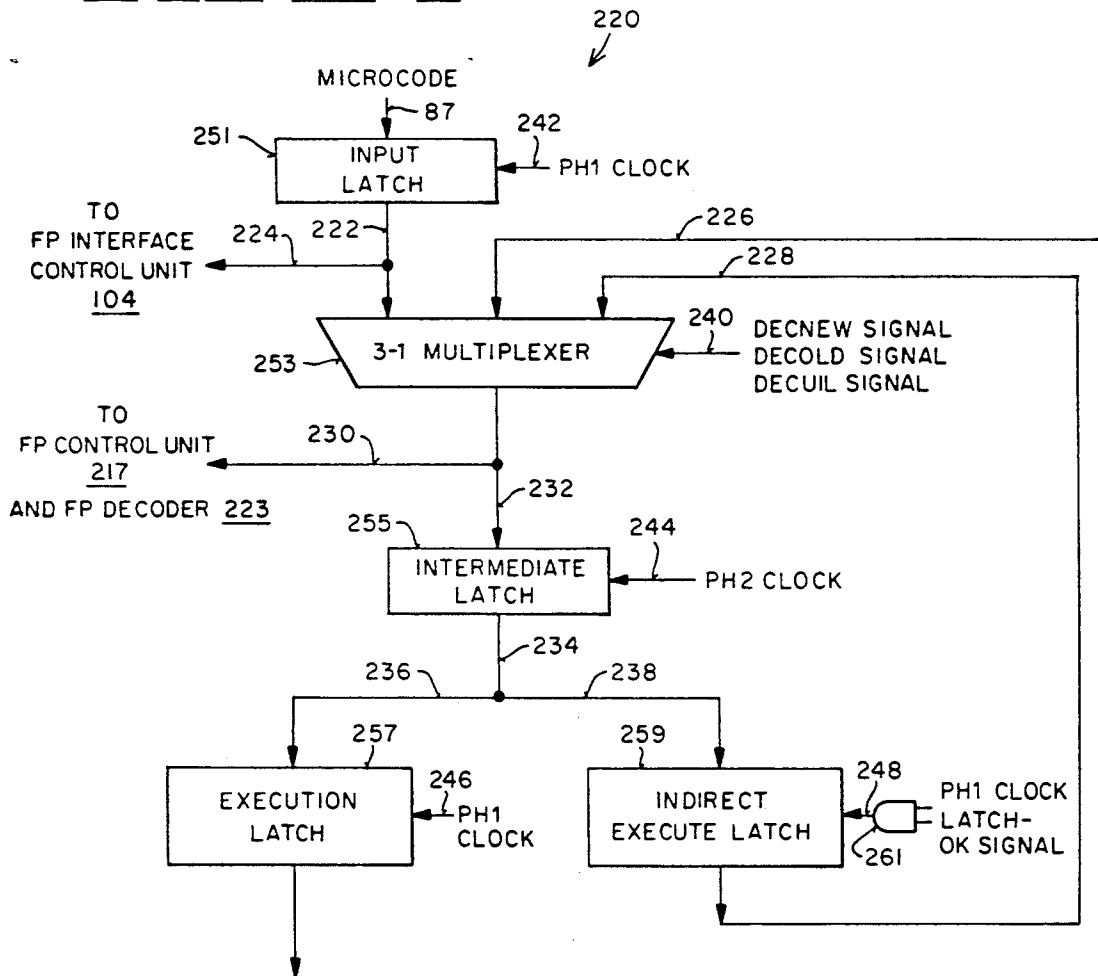 220
MICROCODE
87
251
INPUT
LATCH
242
PH1 CLOCK
TO
FP INTERFACE
CONTROL UNIT
104
224
222
226
228
253
3-1 MULTIPLEXER
240
DECNEW SIGNAL
DECOLD SIGNAL
DECUIL SIGNAL
TO
FP CONTROL UNIT
217
AND FP DECODER 223
230
232
255
INTERMEDIATE
LATCH
244
PH2 CLOCK
234
236
238
257
EXECUTION
LATCH
246
PH1
CLOCK
259
INDIRECT
EXECUTE LATCH
248
261
PH1 CLOCK
LATCH-
OK SIGNAL